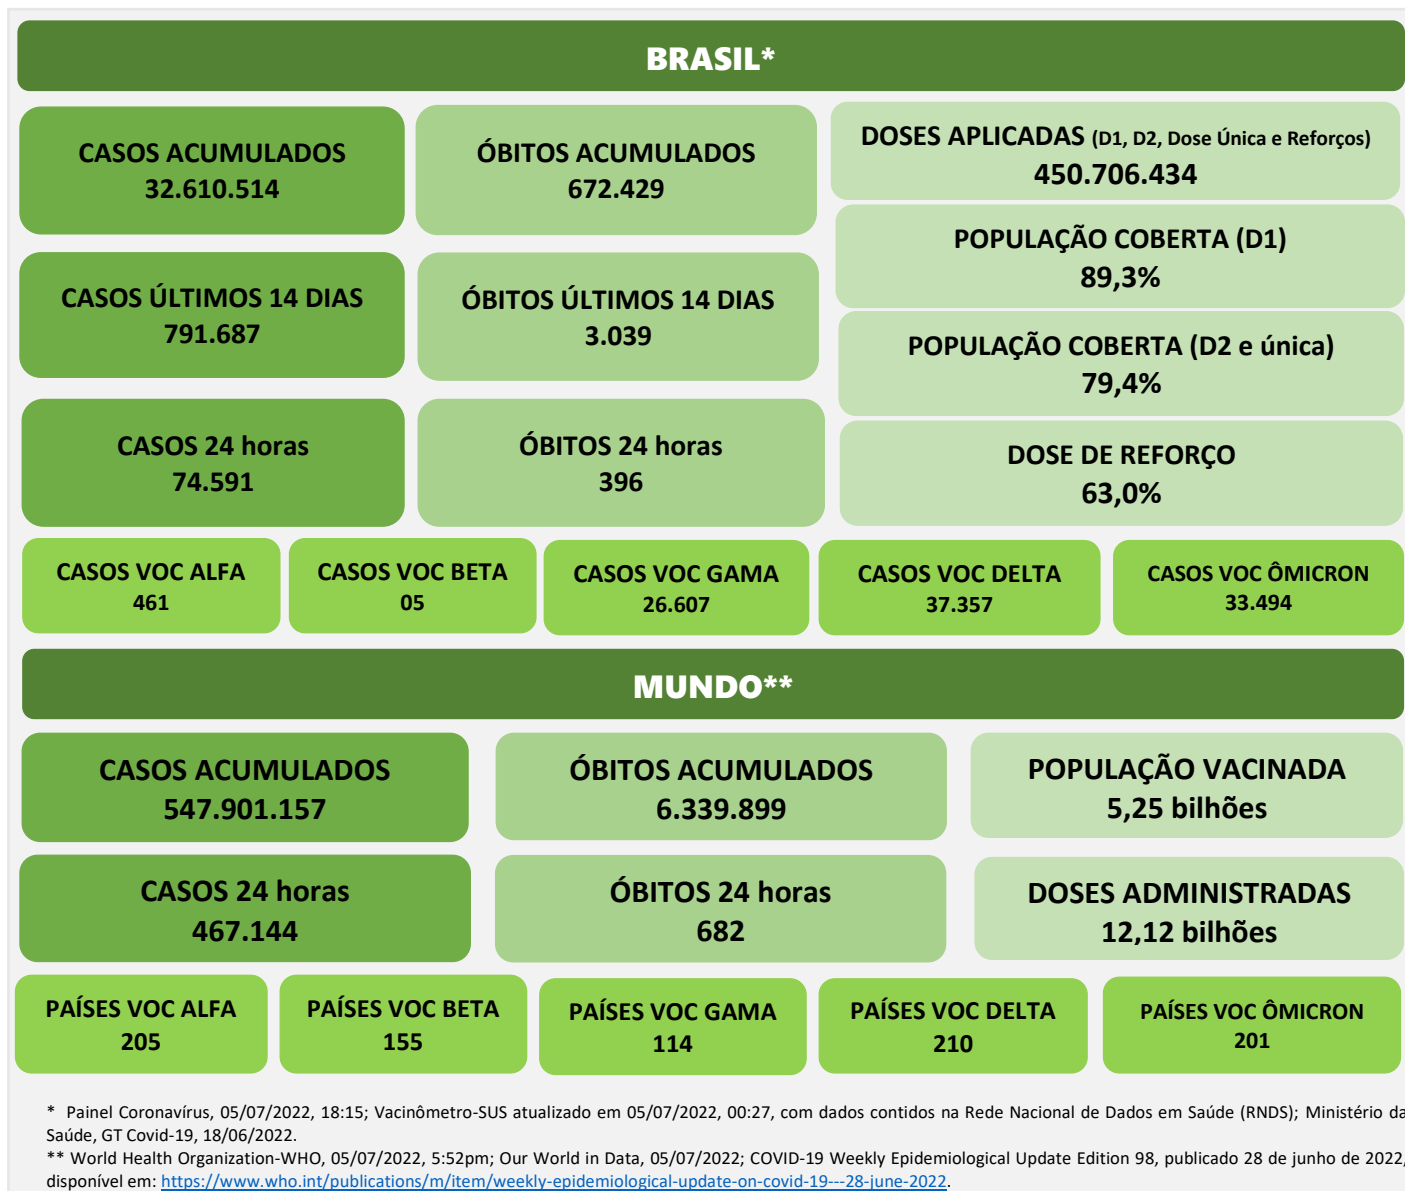 BRASIL*
CASOS ACUMULADOS
32.610.514
ÓBITOS ACUMULADOS
672.429
DOSES APLICADAS (D1, D2, Dose Única e Reforços)
450.706.434
POPULAÇÃO COBERTA (D1)
89,3%
CASOS ÚLTIMOS 14 DIAS
791.687
ÓBITOS ÚLTIMOS 14 DIAS
3.039
POPULAÇÃO COBERTA (D2 e única)
79,4%
CASOS 24 horas
74.591
ÓBITOS 24 horas
396
DOSE DE REFORÇO
63,0%
CASOS VOC ALFA
461
CASOS VOC BETA
05
CASOS VOC GAMA
26.607
CASOS VOC DELTA
37.357
CASOS VOC ÔMICRON
33.494
MUNDO**
CASOS ACUMULADOS
547.901.157
ÓBITOS ACUMULADOS
6.339.899
POPULAÇÃO VACINADA
5,25 bilhões
CASOS 24 horas
467.144
ÓBITOS 24 horas
682
DOSES ADMINISTRADAS
12,12 bilhões
PAÍSES VOC ALFA
205
PAÍSES VOC BETA
155
PAÍSES VOC GAMA
114
PAÍSES VOC DELTA
210
PAÍSES VOC ÔMICRON
201
* Painel Coronavírus, 05/07/2022, 18:15; Vacinômetro-SUS atualizado em 05/07/2022, 00:27, com dados contidos na Rede Nacional de Dados em Saúde (RNDS); Ministério da
Saúde, GT Covid-19, 18/06/2022.
** World Health Organization-WHO, 05/07/2022, 5:52pm; Our World in Data, 05/07/2022; COVID-19 Weekly Epidemiological Update Edition 98, publicado 28 de junho de 2022,
disponível em: https://www.who.int/publications/m/item/weekly-epidemiological-update-on-covid-19---28-june-2022.